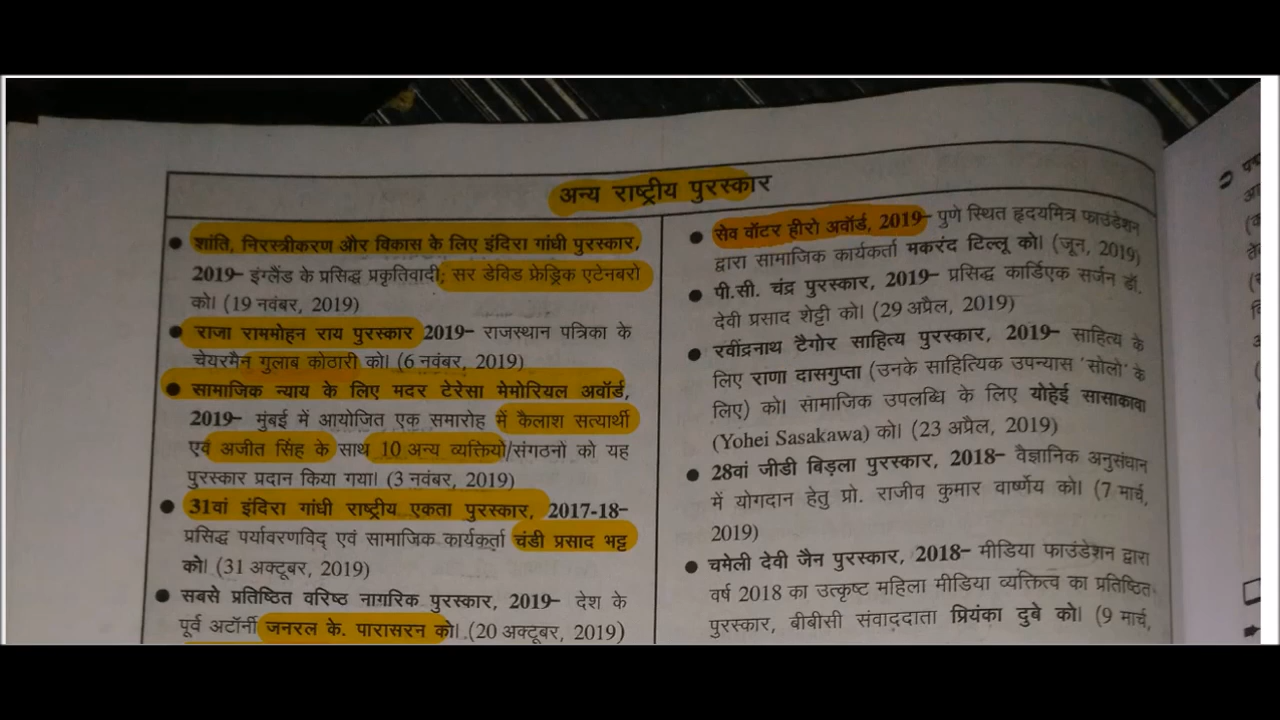 अन्य राष्ट्रीय पुरस्कार
● शांति, निरस्त्रीकरण और विकास के लिए इंदिरा गांधी पुरस्कार,
2019– इंग्लैंड के प्रसिद्ध प्रकृतिवादी; सर डेविड फ्रेड्रिक एटेनबरो
को। (19 नवंबर, 2019)
● राजा राममोहन राय पुरस्कार 2019– राजस्थान पत्रिका के
चेयरमैन गुलाब कोठारी को। (6 नवंबर, 2019)
● सामाजिक न्याय के लिए मदर टेरेसा मेमोरियल अवॉर्ड,
2019– मुंबई में आयोजित एक समारोह में कैलाश सत्यार्थी
एवं अजीत सिंह के साथ 10 अन्य व्यक्तियों/संगठनों को यह
पुरस्कार प्रदान किया गया। (3 नवंबर, 2019)
● 31वां इंदिरा गांधी राष्ट्रीय एकता पुरस्कार, 2017-18–
प्रसिद्ध पर्यावरणविद् एवं सामाजिक कार्यकर्ता चंडी प्रसाद भट्ट
को। (31 अक्टूबर, 2019)
● सबसे प्रतिष्ठित वरिष्ठ नागरिक पुरस्कार, 2019– देश के
पूर्व अटॉर्नी जनरल के. पारासरन को। (20 अक्टूबर, 2019)
● सेव वॉटर हीरो अवॉर्ड, 2019– पुणे स्थित हृदयमित्र फाउंडेशन
द्वारा सामाजिक कार्यकर्ता मकरंद टिल्लू को। (जून, 2019)
● पी.सी. चंद्र पुरस्कार, 2019– प्रसिद्ध कार्डिएक सर्जन डॉ.
देवी प्रसाद शेट्टी को। (29 अप्रैल, 2019)
● रवींद्रनाथ टैगोर साहित्य पुरस्कार, 2019– साहित्य के
लिए राणा दासगुप्ता (उनके साहित्यिक उपन्यास 'सोलो' के
लिए) को। सामाजिक उपलब्धि के लिए योहेई सासाकावा
(Yohei Sasakawa) को। (23 अप्रैल, 2019)
● 28वां जीडी बिड़ला पुरस्कार, 2018– वैज्ञानिक अनुसंधान
में योगदान हेतु प्रो. राजीव कुमार वार्ष्णेय को। (7 मार्च,
2019)
● चमेली देवी जैन पुरस्कार, 2018– मीडिया फाउंडेशन द्वारा
वर्ष 2018 का उत्कृष्ट महिला मीडिया व्यक्तित्व का प्रतिष्ठित
पुरस्कार, बीबीसी संवाददाता प्रियंका दुबे को। (9 मार्च,